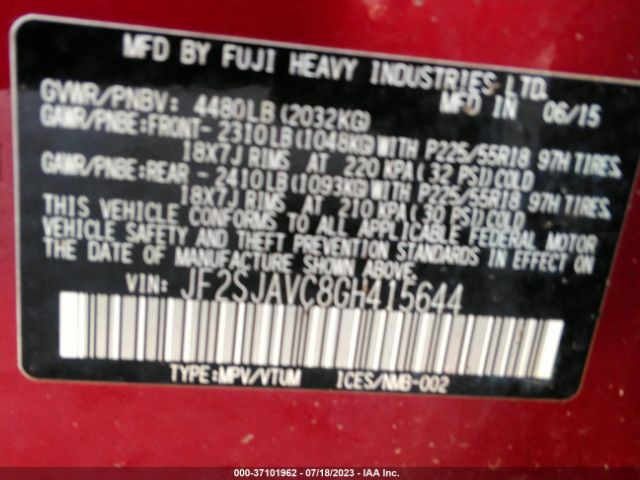 MFD BY FUJI HEAVY INDUSTRIES LTD.
GVWR/PNBV: 4480LB(2032KG) MFD IN 06/15
GAWR/PNBE:FRONT-2310LB(1048KG)WITH P225/55R18 97H TIRES,
18X7J RIMS AT 220 KPA(32 PSI)COLD
GAWR/PNBE:REAR -2410LB(1093KG)WITH P225/55R18 97H TIRES,
18X7J RIMS AT 210 KPA(30 PSI)COLD
THIS VEHICLE CONFORMS TO ALL APPLICABLE FEDERAL MOTOR
VEHICLE SAFETY AND THEFT PREVENTION STANDARDS IN EFFECT ON
THE DATE OF MANUFACTURE SHOWN ABOVE.
VIN: JF2SJAVC8GH415644
TYPE:MPV/VTUM ICES/NMB-002
000-37101962 - 07/18/2023 - IAA Inc.